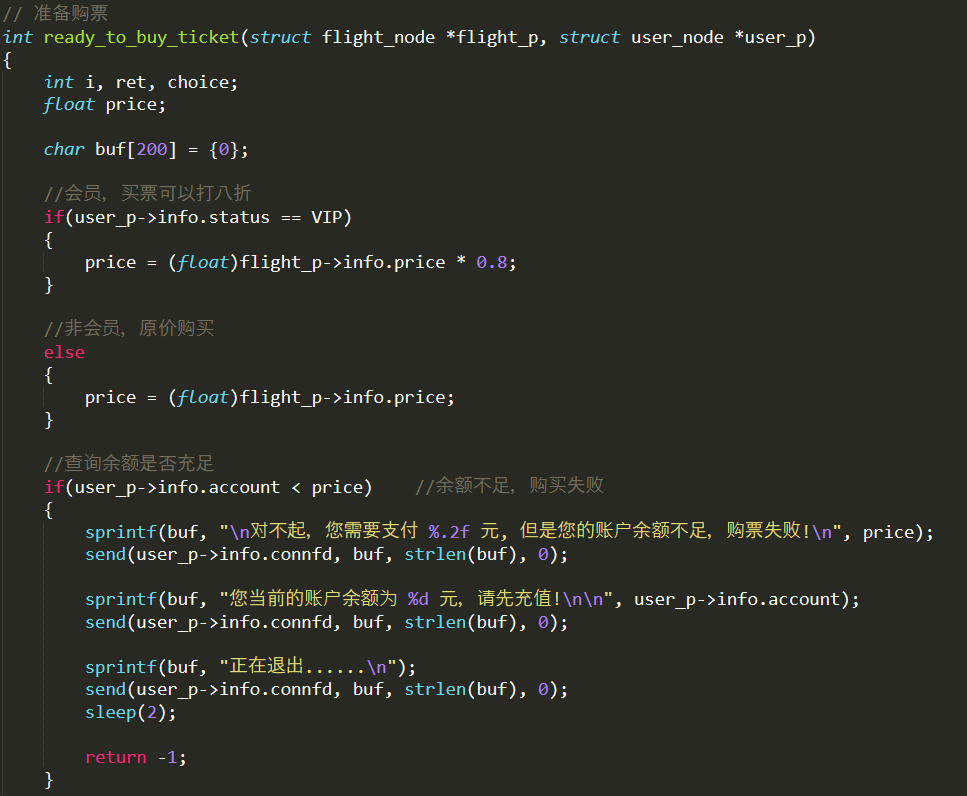 // 准备购票
int ready_to_buy_ticket(struct flight_node *flight_p, struct user_node *user_p)
{
    int i, ret, choice;
    float price;

    char buf[200] = {0};

    //会员, 买票可以打八折
    if(user_p->info.status == VIP)
    {
        price = (float)flight_p->info.price * 0.8;
    }

    //非会员, 原价购买
    else
    {
        price = (float)flight_p->info.price;
    }

    //查询余额是否充足
    if(user_p->info.account < price)    //余额不足, 购买失败
    {
        sprintf(buf, "\n对不起, 您需要支付 %.2f 元, 但是您的账户余额不足, 购票失败!\n", price);
        send(user_p->info.connfd, buf, strlen(buf), 0);

        sprintf(buf, "您当前的账户余额为 %d 元, 请先充值!\n\n", user_p->info.account);
        send(user_p->info.connfd, buf, strlen(buf), 0);

        sprintf(buf, "正在退出......\n");
        send(user_p->info.connfd, buf, strlen(buf), 0);
        sleep(2);

        return -1;
    }